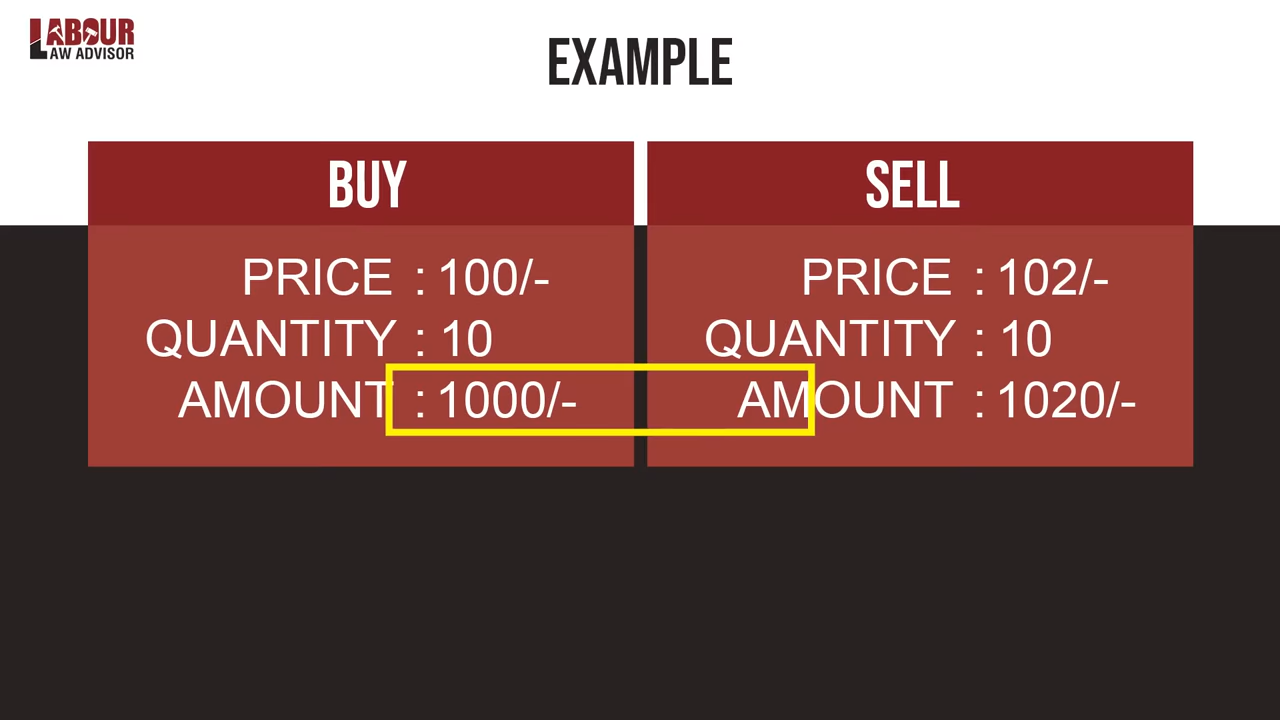 LABOUR
LAW ADVISOR
EXAMPLE
BUY
PRICE : 100/-
QUANTITY : 10
AMOUNT : 1000/-
SELL
PRICE : 102/-
QUANTITY : 10
AMOUNT : 1020/-